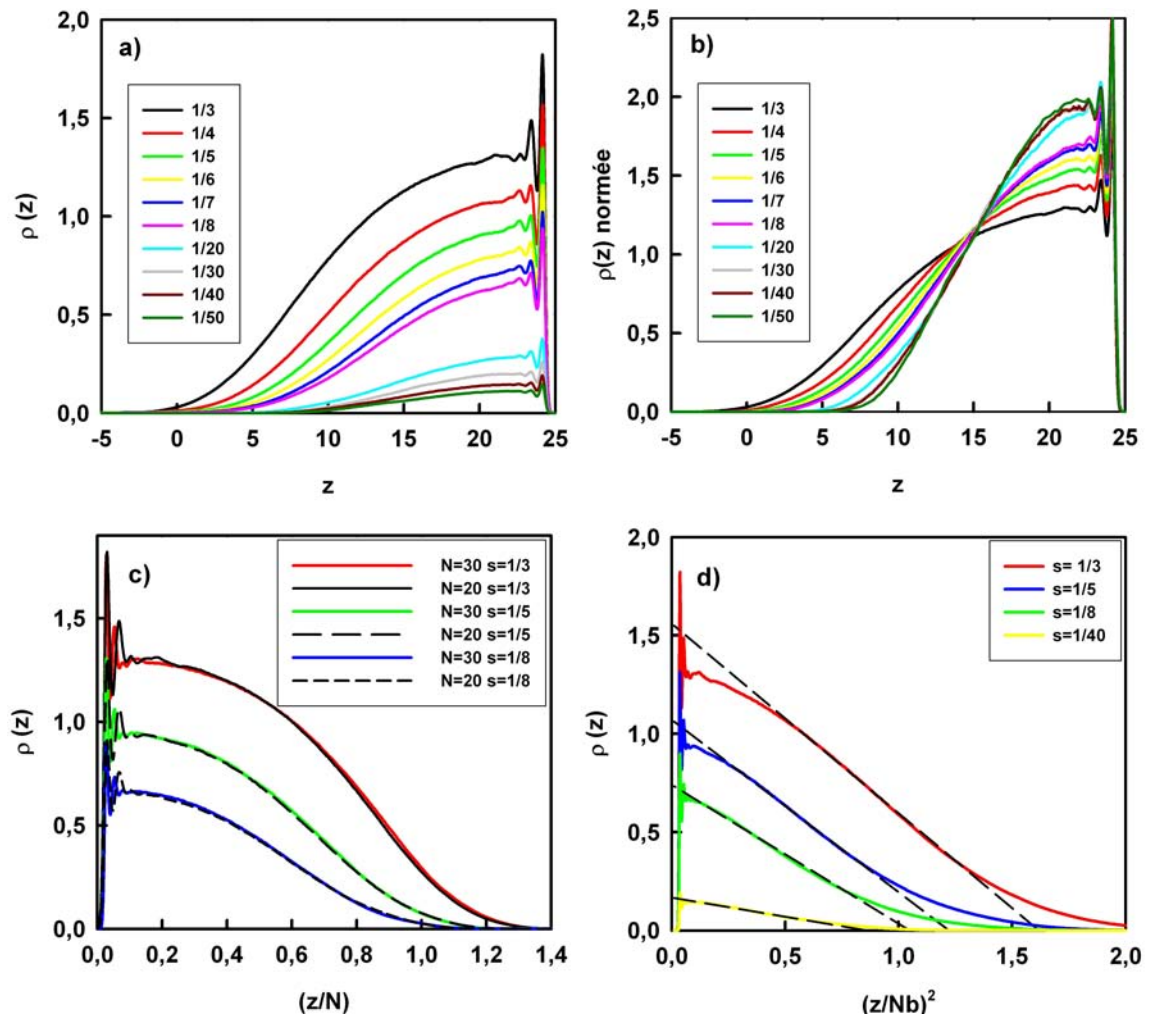 a)
2,0
1,5
1,0
0,5
0,0
ρ (z)
1/3
1/4
1/5
1/6
1/7
1/8
1/20
1/30
1/40
1/50
-5 0 5 10 15 20 25
z
b)
2,5
2,0
1,5
1,0
0,5
0,0
ρ(z) normée
1/3
1/4
1/5
1/6
1/7
1/8
1/20
1/30
1/40
1/50
-5 0 5 10 15 20 25
z
c)
1,5
1,0
0,5
0,0
ρ (z)
N=30 s=1/3
N=20 s=1/3
N=30 s=1/5
N=20 s=1/5
N=30 s=1/8
N=20 s=1/8
0,0 0,2 0,4 0,6 0,8 1,0 1,2 1,4
(z/N)
d)
2,0
1,5
1,0
0,5
0,0
ρ (z)
s= 1/3
s=1/5
s=1/8
s=1/40
0,0 0,5 1,0 1,5 2,0
(z/Nb)²